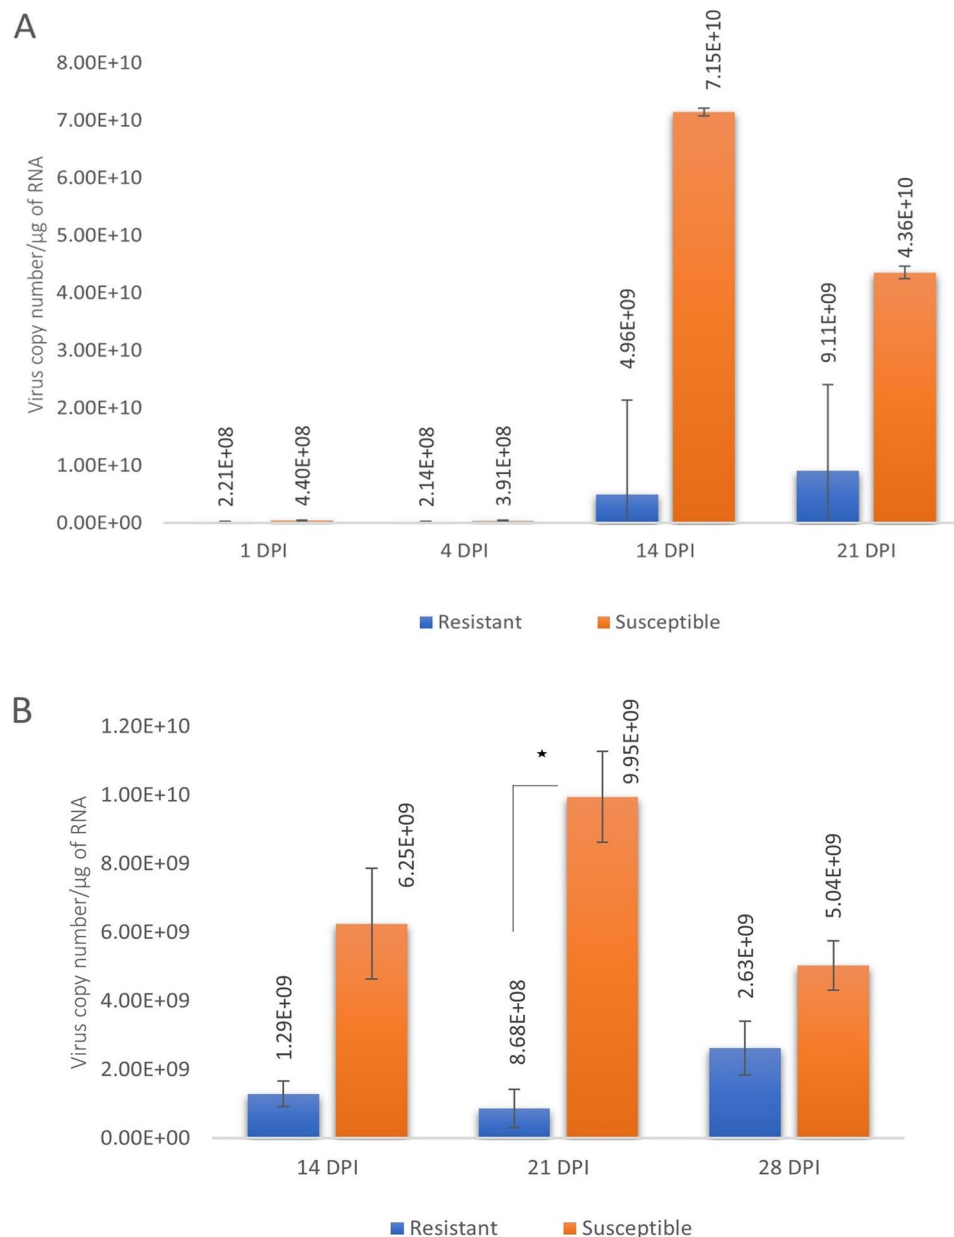 A
8.00E+10
7.00E+10
6.00E+10
5.00E+10
4.00E+10
3.00E+10
2.00E+10
1.00E+10
0.00E+00
Virus copy number/µg of RNA
2.21E+08
4.40E+08
2.14E+08
3.91E+08
4.96E+09
7.15E+10
9.11E+09
4.36E+10
1 DPI
4 DPI
14 DPI
21 DPI
Resistant
Susceptible
B
1.20E+10
1.00E+10
8.00E+09
6.00E+09
4.00E+09
2.00E+09
0.00E+00
Virus copy number/µg of RNA
1.29E+09
6.25E+09
8.68E+08
9.95E+09
2.63E+09
5.04E+09
14 DPI
21 DPI
28 DPI
Resistant
Susceptible